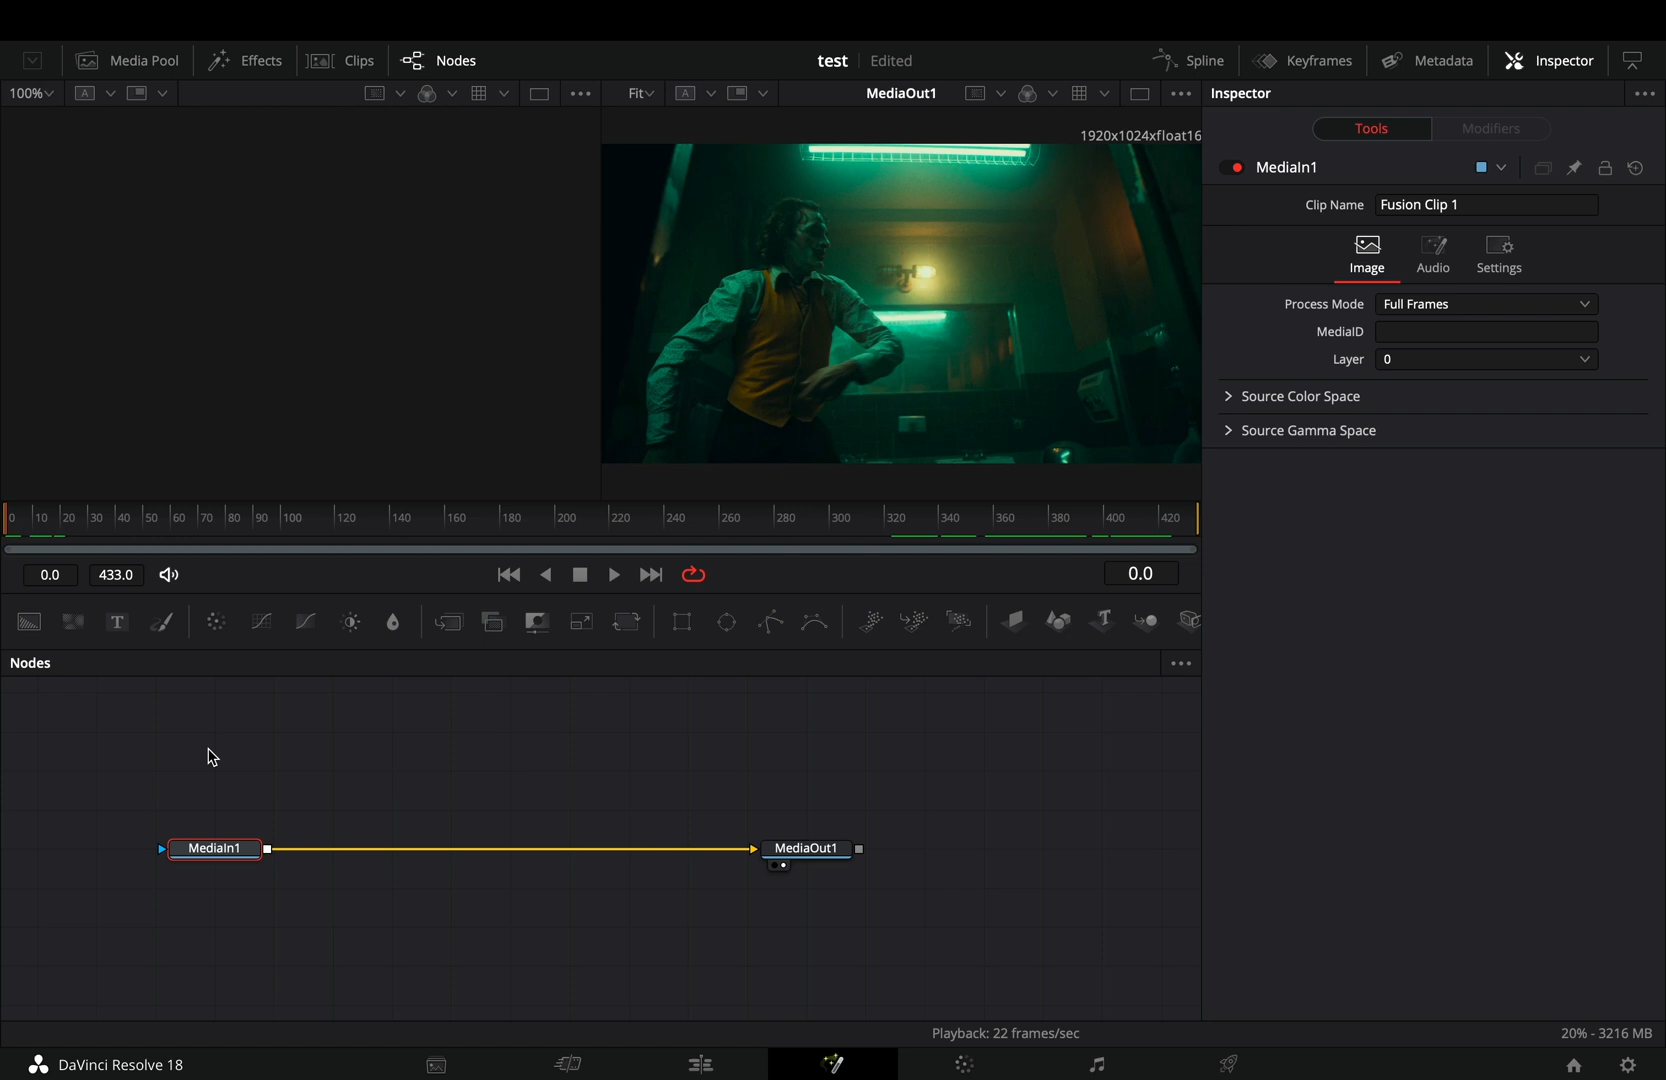 Media Pool Effects Clips Nodes test Edited Spline Keyframes Metadata Inspector
100% A Fit A MediaOut1 Inspector
1920x1024xfloat16
Tools Modifiers
MediaIn1
Clip Name Fusion Clip 1
Image Audio Settings
Process Mode Full Frames
MediaID
Layer 0
Source Color Space
Source Gamma Space
0 10 20 30 40 50 60 70 80 90 100 120 140 160 180 200 220 240 260 280 300 320 340 360 380 400 420
0.0 433.0 0.0
T T
Nodes
MediaIn1 MediaOut1
Playback: 22 frames/sec 20% - 3216 MB
DaVinci Resolve 18